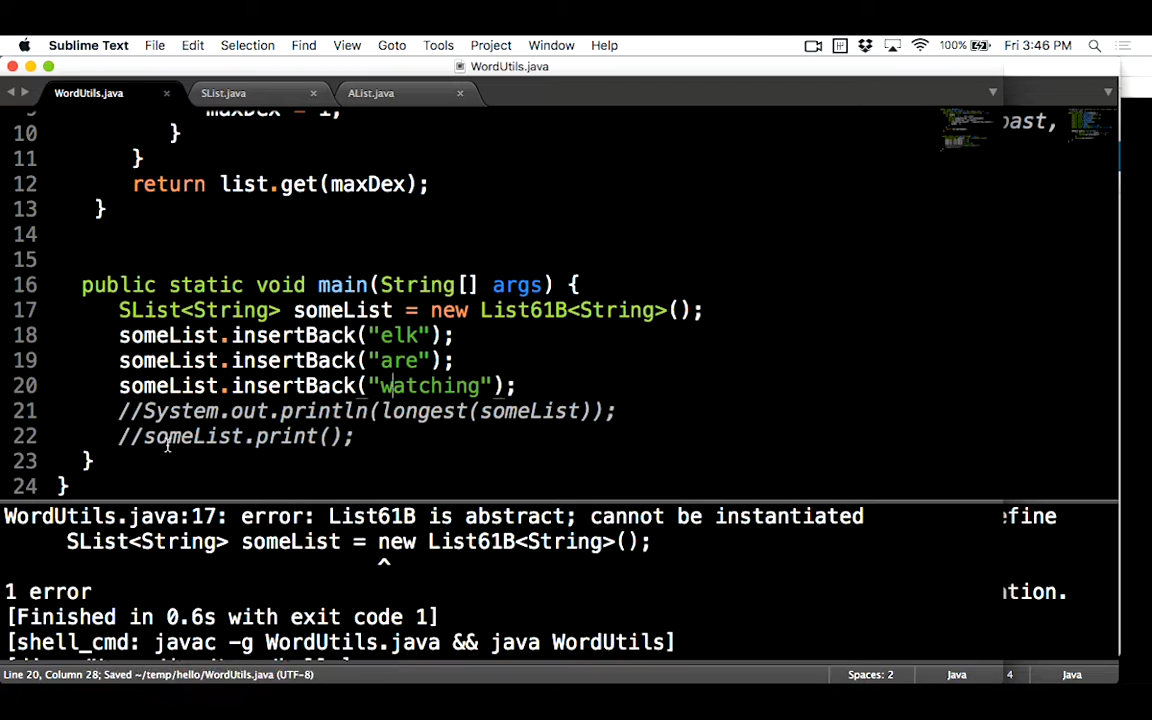 Sublime Text File Edit Selection Find View Goto Tools Project Window Help 100% Fri 3:46 PM
WordUtils.java
WordUtils.java × SList.java × AList.java ×
maxDex = i;
10 }
11 }
12 return list.get(maxDex);
13 }
14
15
16 public static void main(String[] args) {
17 SList<String> someList = new List61B<String>();
18 someList.insertBack("elk");
19 someList.insertBack("are");
20 someList.insertBack("watching");
21 //System.out.println(longest(someList));
22 //someList.print();
23 }
24 }
WordUtils.java:17: error: List61B is abstract; cannot be instantiated
SList<String> someList = new List61B<String>();
^
1 error
[Finished in 0.6s with exit code 1]
[shell_cmd: javac -g WordUtils.java && java WordUtils]
Line 20, Column 28; Saved ~/temp/hello/WordUtils.java (UTF-8) Spaces: 2 Java 4 Java